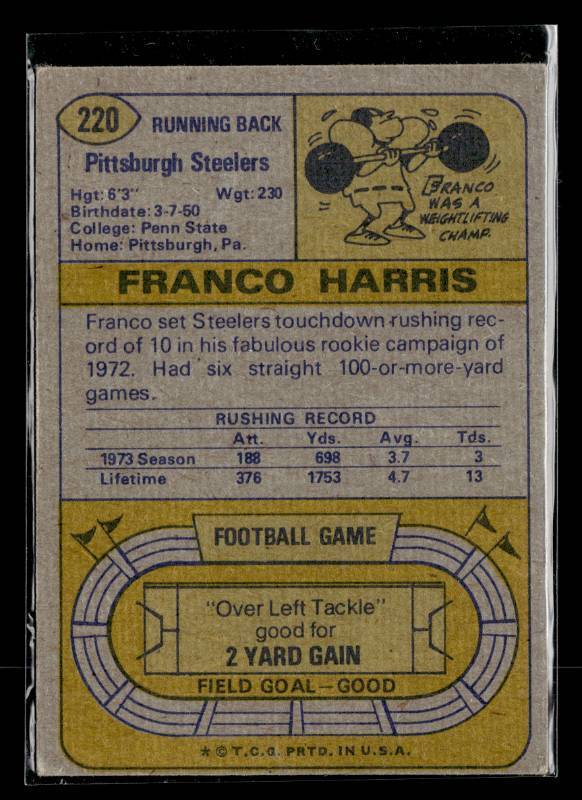 220
RUNNING BACK
Pittsburgh Steelers
Hgt: 6'3" Wgt: 230
Birthdate: 3-7-50
College: Penn State
Home: Pittsburgh, Pa.
FRANCO
WAS A
WEIGHTLIFTING
CHAMP.
FRANCO HARRIS
Franco set Steelers touchdown rushing rec-
ord of 10 in his fabulous rookie campaign of
1972. Had six straight 100-or-more-yard
games.
RUSHING RECORD
Att. Yds. Avg. Tds.
1973 Season 188 698 3.7 3
Lifetime 376 1753 4.7 13
FOOTBALL GAME
"Over Left Tackle"
good for
2 YARD GAIN
FIELD GOAL—GOOD
* © T.C.G. PRTD. IN U.S.A.